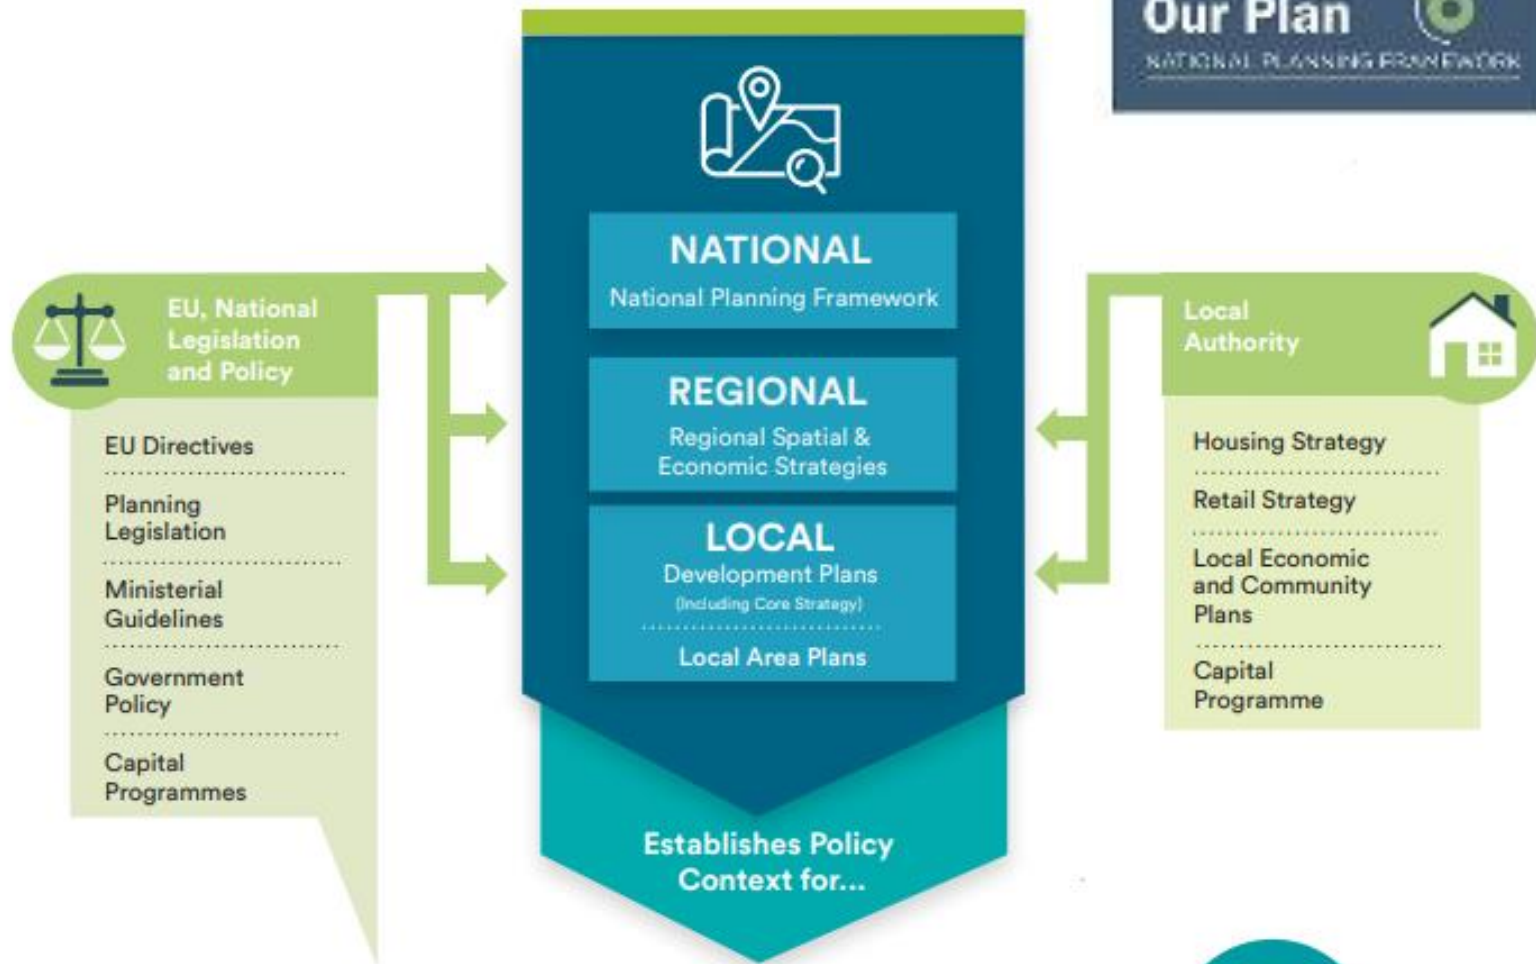 Our Plan
NATIONAL PLANNING FRAMEWORK
NATIONAL
National Planning Framework
REGIONAL
Regional Spatial &
Economic Strategies
LOCAL
Development Plans
(Including Core Strategy)
Local Area Plans
Establishes Policy
Context for...
EU, National
Legislation
and Policy
EU Directives
Planning
Legislation
Ministerial
Guidelines
Government
Policy
Capital
Programmes
Local
Authority
Housing Strategy
Retail Strategy
Local Economic
and Community
Plans
Capital
Programme